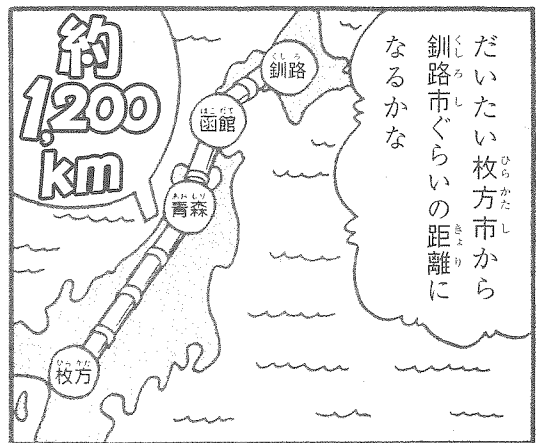 だいたい枚方市から
釧路市ぐらいの距離に
なるかな
約
1,200
km
釧路
函館
青森
枚方